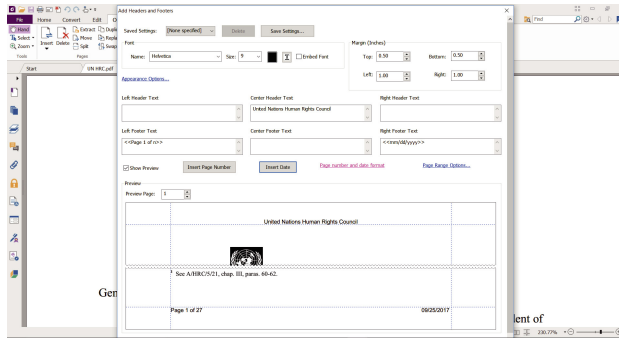 Add Headers and Footers
File Home Convert Edit
Find
Hand
Select
Zoom
Insert Delete
Extract
Move
Split
Tools Pages
Start UN HRC.pdf
Saved Settings: [None specified] Delete Save Settings...
Font
Name: Helvetica Size: 9 Embed Font
Margin (Inches)
Top: 0.50 Bottom: 0.50
Left: 1.00 Right: 1.00
Appearance Options...
Left Header Text Center Header Text Right Header Text
United Nations Human Rights Council
Left Footer Text Center Footer Text Right Footer Text
<<Page 1 of n>> <<mm/dd/yyyy>>
Show Preview Insert Page Number Insert Date Page number and date format Page Range Options...
Preview
Preview Page: 1
United Nations Human Rights Council
1 See A/HRC/5/21, chap. III, paras. 60-62.
Page 1 of 27 09/25/2017
Gen
lent of
230.77%